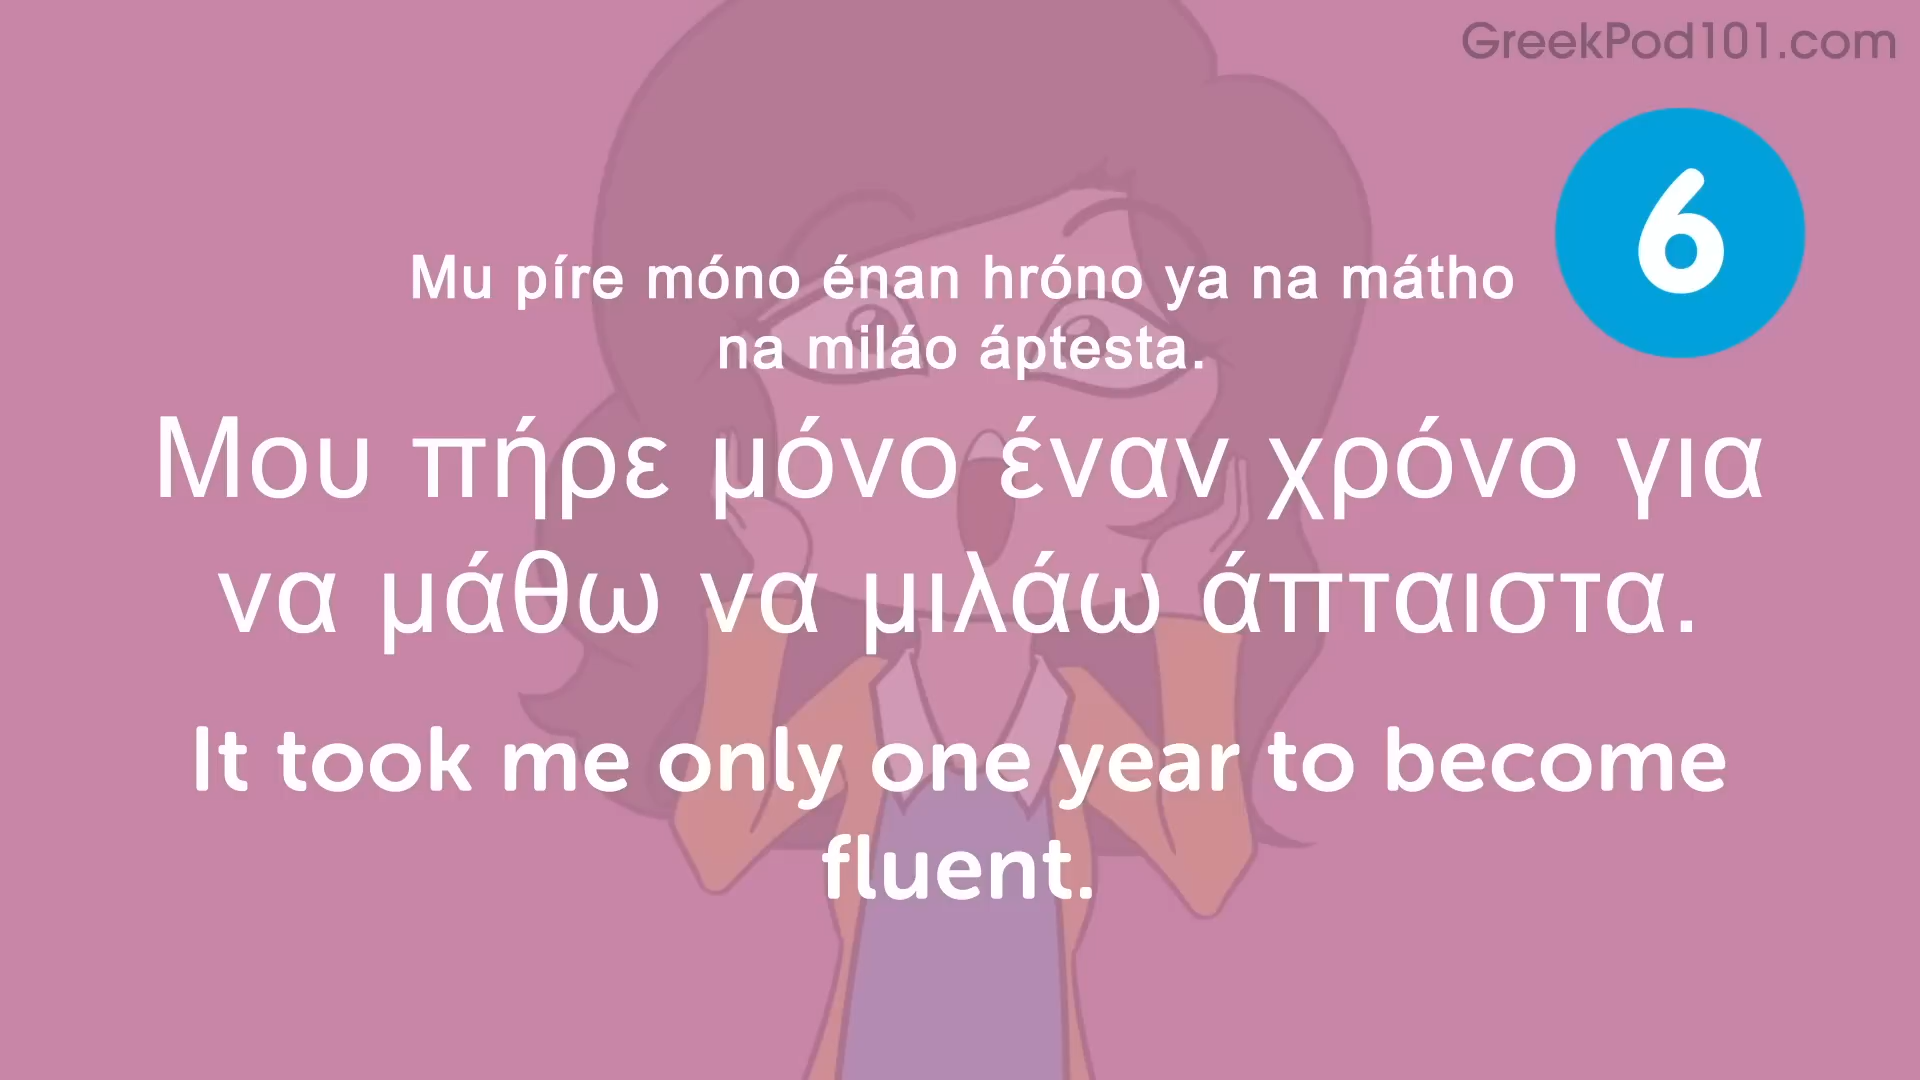 GreekPod101.com
6
Mu píre móno énan hróno ya na mátho
na miláo áptesta.
Μου πήρε μόνο έναν χρόνο για
να μάθω να μιλάω άπταιστα.
It took me only one year to become
fluent.